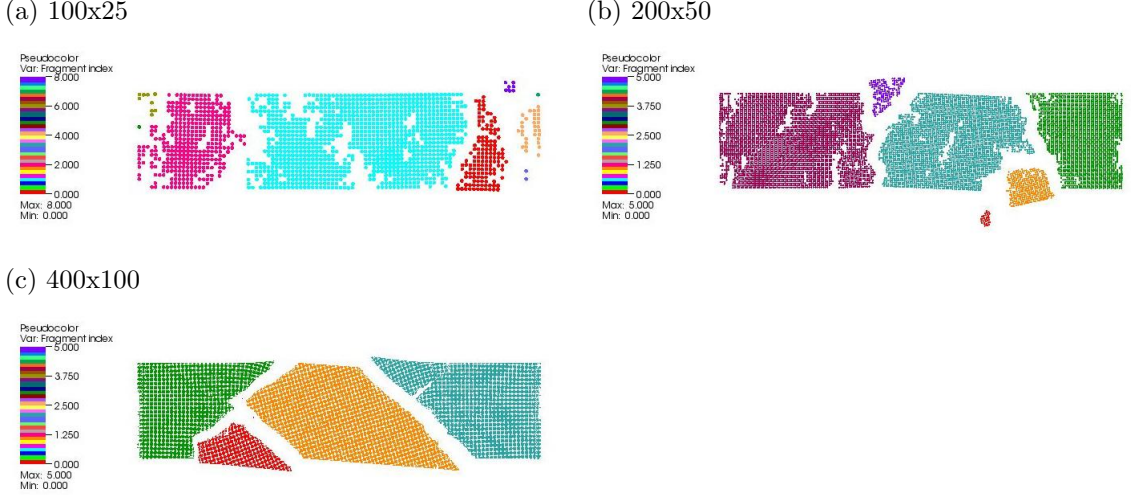 (a) 100x25
Pseudocolor
Var: Fragment index
8.000
6.000
4.000
2.000
0.000
Max: 8.000
Min: 0.000
(b) 200x50
Pseudocolor
Var: Fragment index
5.000
3.750
2.500
1.250
0.000
Max: 5.000
Min: 0.000
(c) 400x100
Pseudocolor
Var: Fragment index
5.000
3.750
2.500
1.250
0.000
Max: 5.000
Min: 0.000